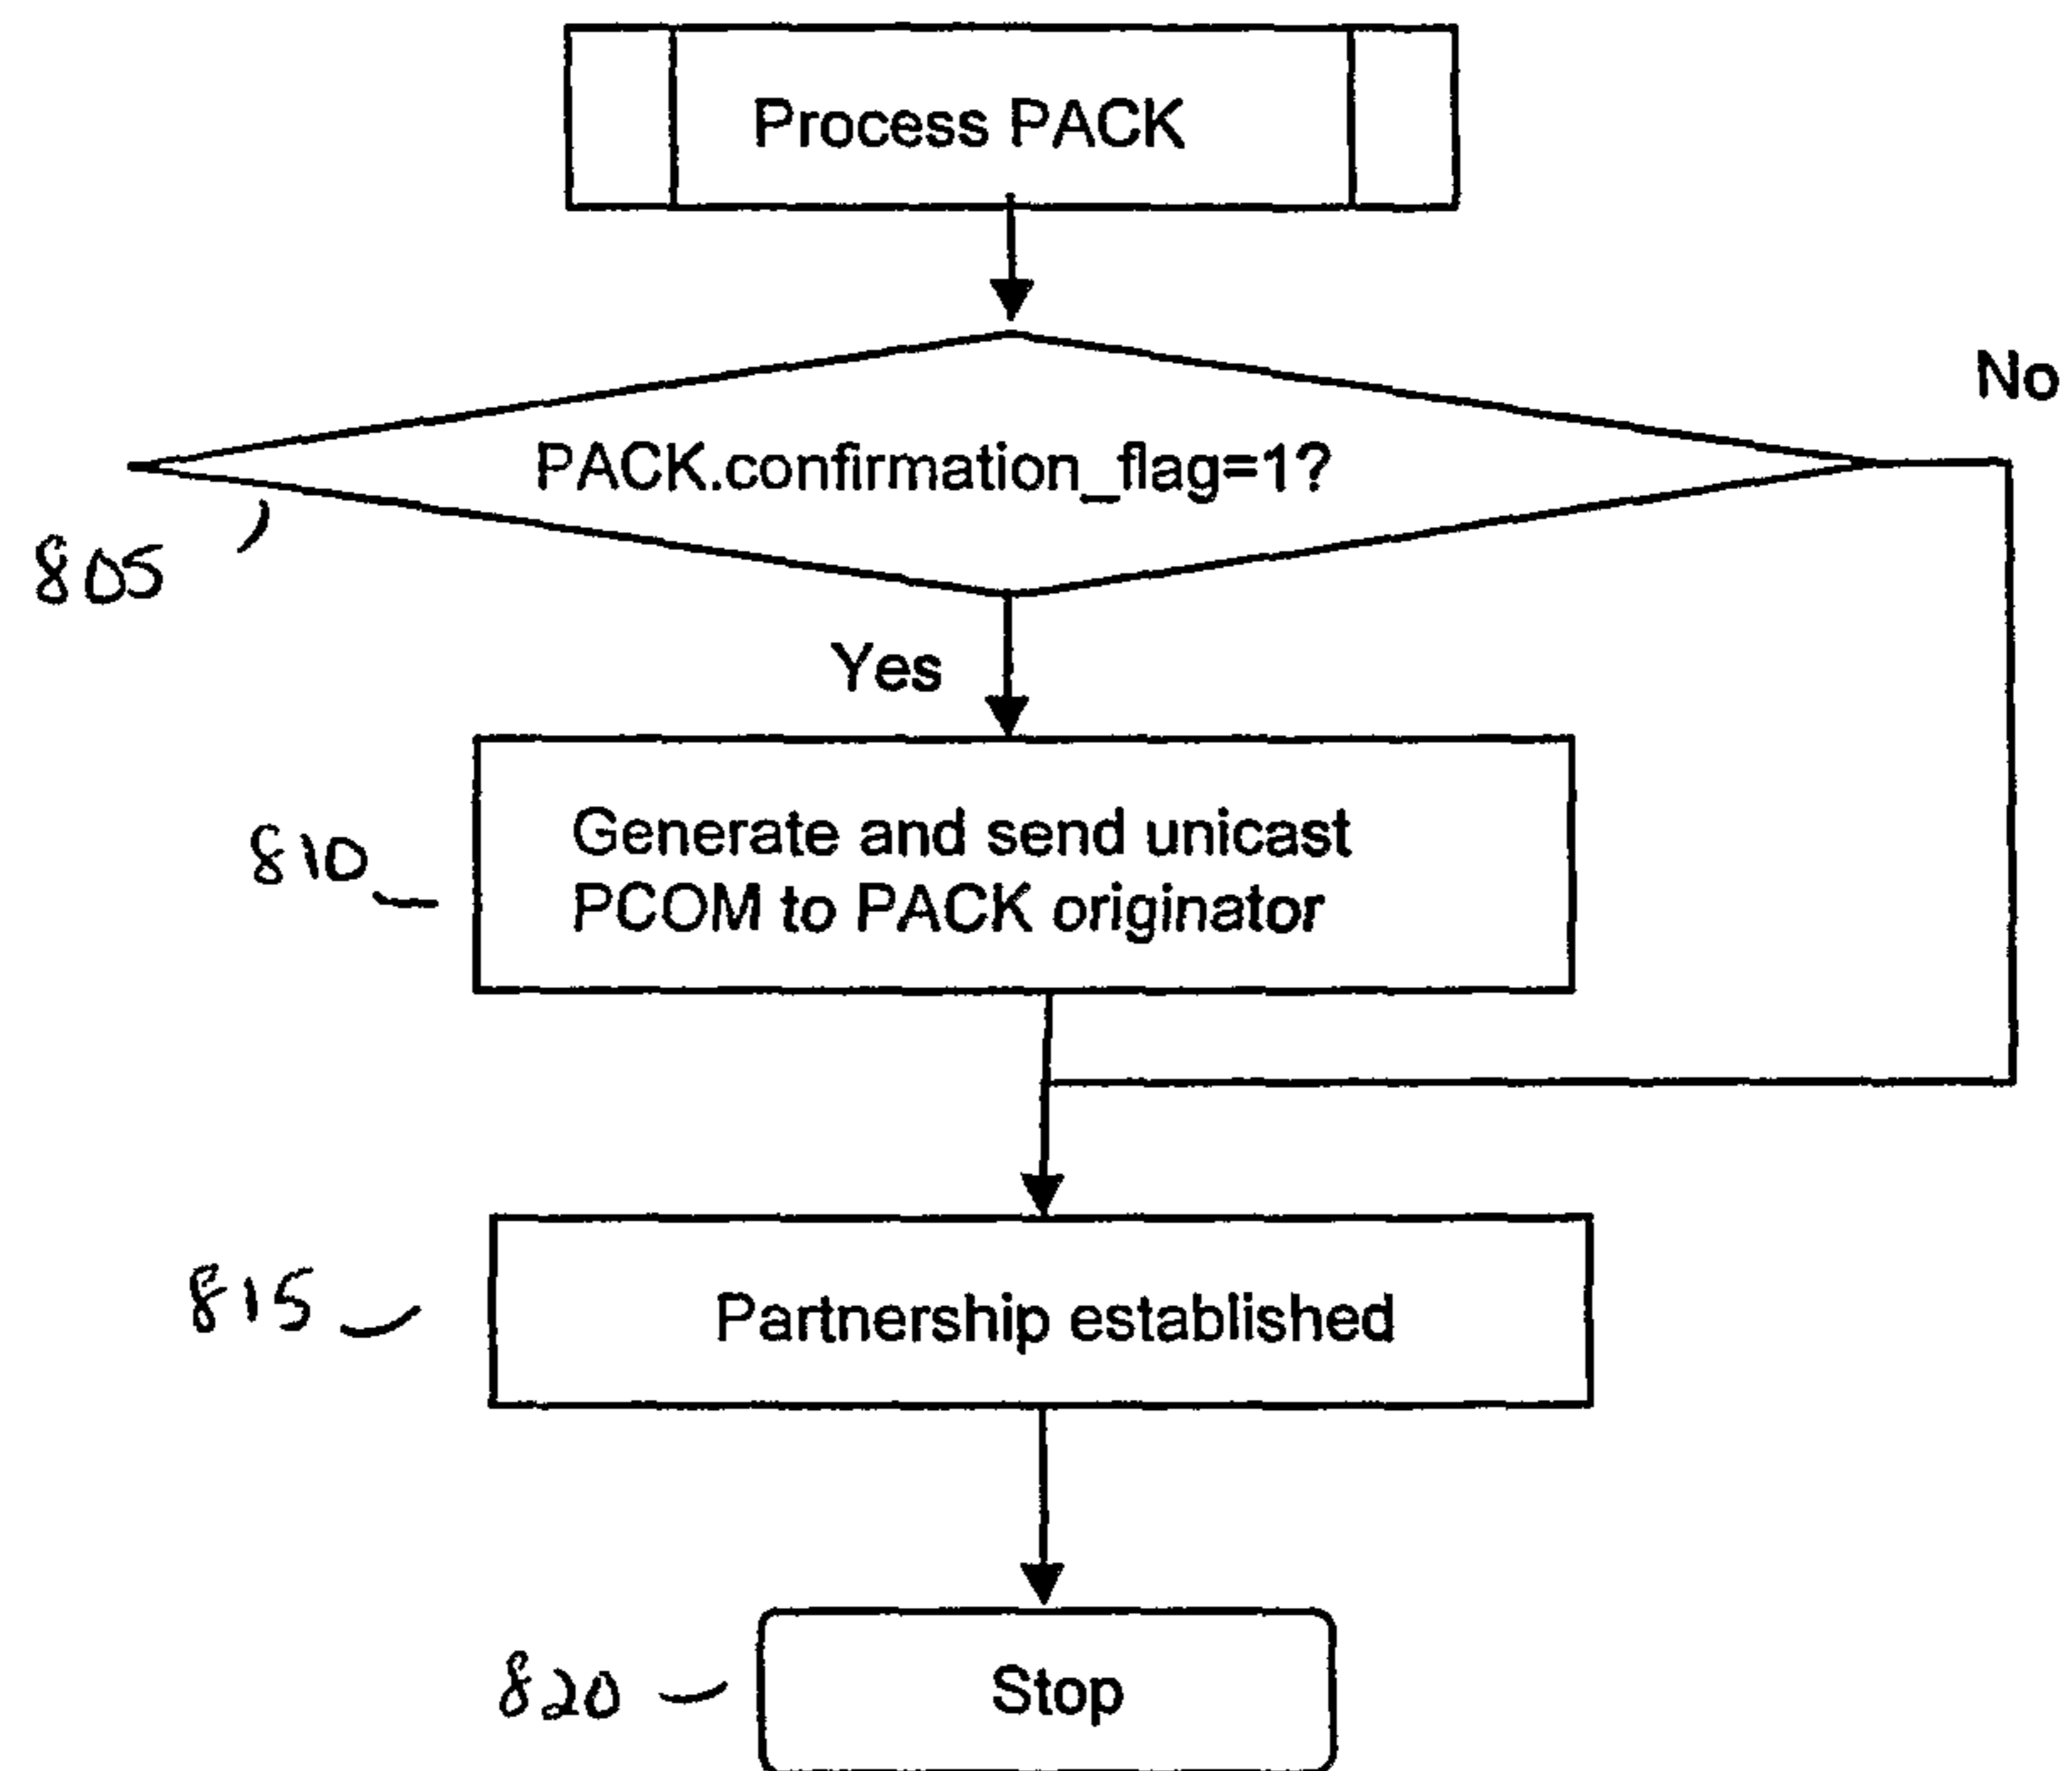 Process PACK
No
PACK.confirmation_flag=1?
805
Yes
Generate and send unicast
810
PCOM to PACK originator
815
Partnership established
820
Stop